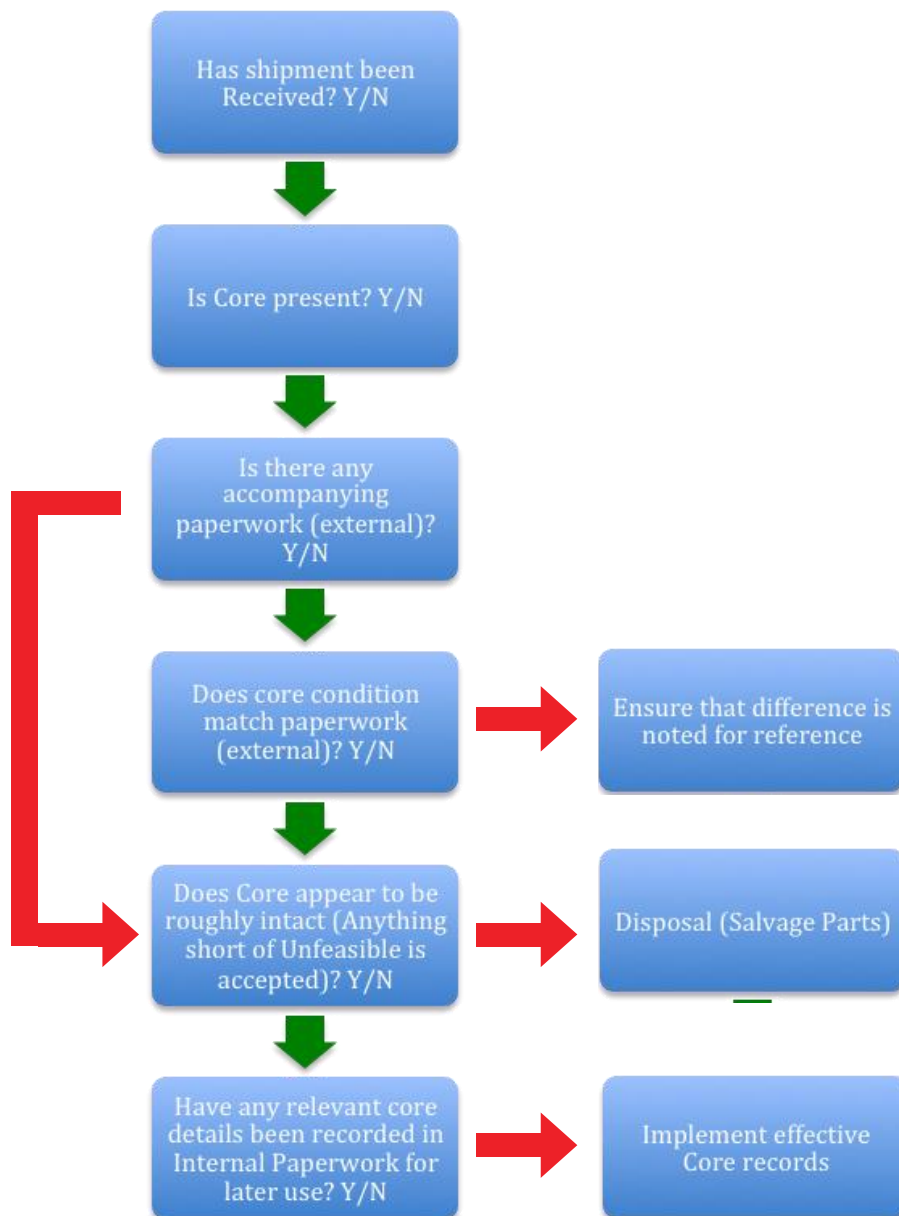 Has shipment been
Received? Y/N
Is Core present? Y/N
Is there any
accompanying
paperwork (external)?
Y/N
Does core condition
match paperwork
(external)? Y/N
Ensure that difference is
noted for reference
Does Core appear to be
roughly intact (Anything
short of Unfeasible is
accepted)? Y/N
Disposal (Salvage Parts)
Have any relevant core
details been recorded in
Internal Paperwork for
later use? Y/N
Implement effective
Core records